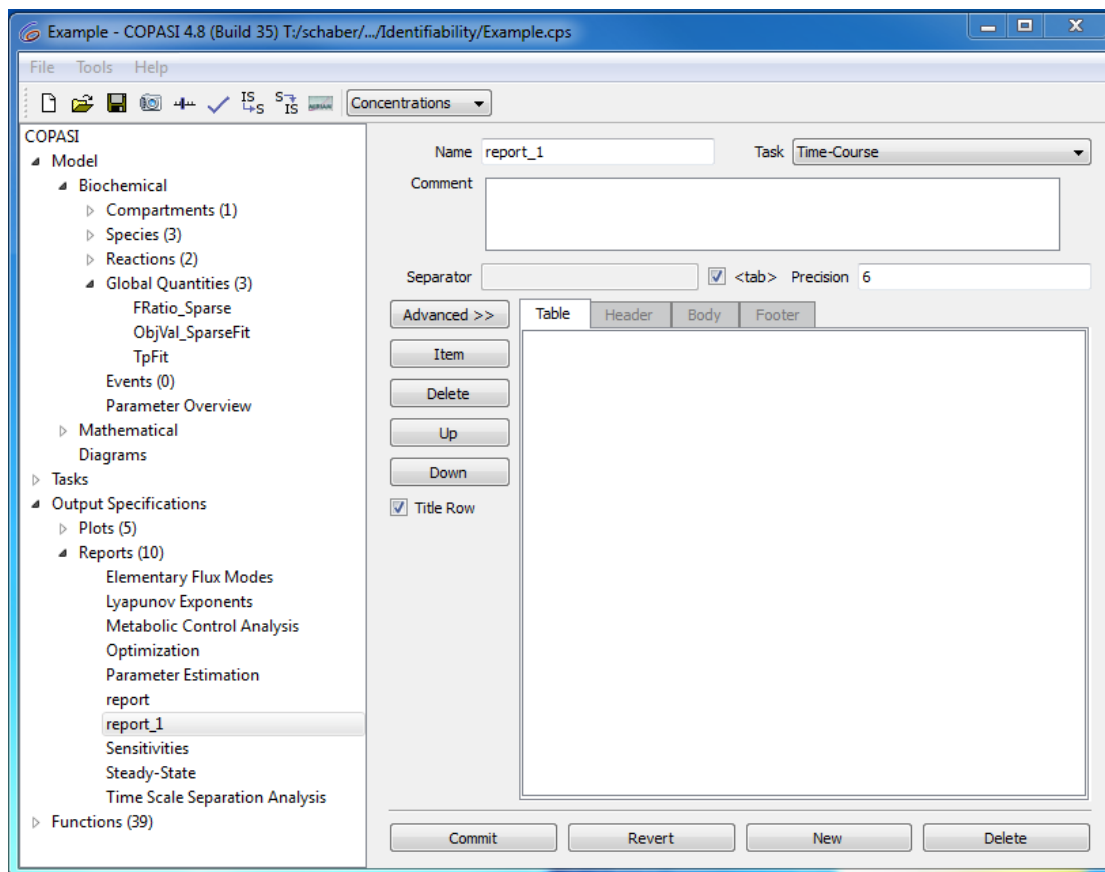 Example - COPASI 4.8 (Build 35) T:/schaber/.../Identifiability/Example.cps
File Tools Help
IS S S IS Concentrations
COPASI
Model
Biochemical
Compartments (1)
Species (3)
Reactions (2)
Global Quantities (3)
FRatio_Sparse
ObjVal_SparseFit
TpFit
Events (0)
Parameter Overview
Mathematical
Diagrams
Tasks
Output Specifications
Plots (5)
Reports (10)
Elementary Flux Modes
Lyapunov Exponents
Metabolic Control Analysis
Optimization
Parameter Estimation
report
report_1
Sensitivities
Steady-State
Time Scale Separation Analysis
Functions (39)
Name report_1 Task Time-Course
Comment
Separator <tab> Precision 6
Advanced >> Table Header Body Footer
Item
Delete
Up
Down
Title Row
Commit Revert New Delete